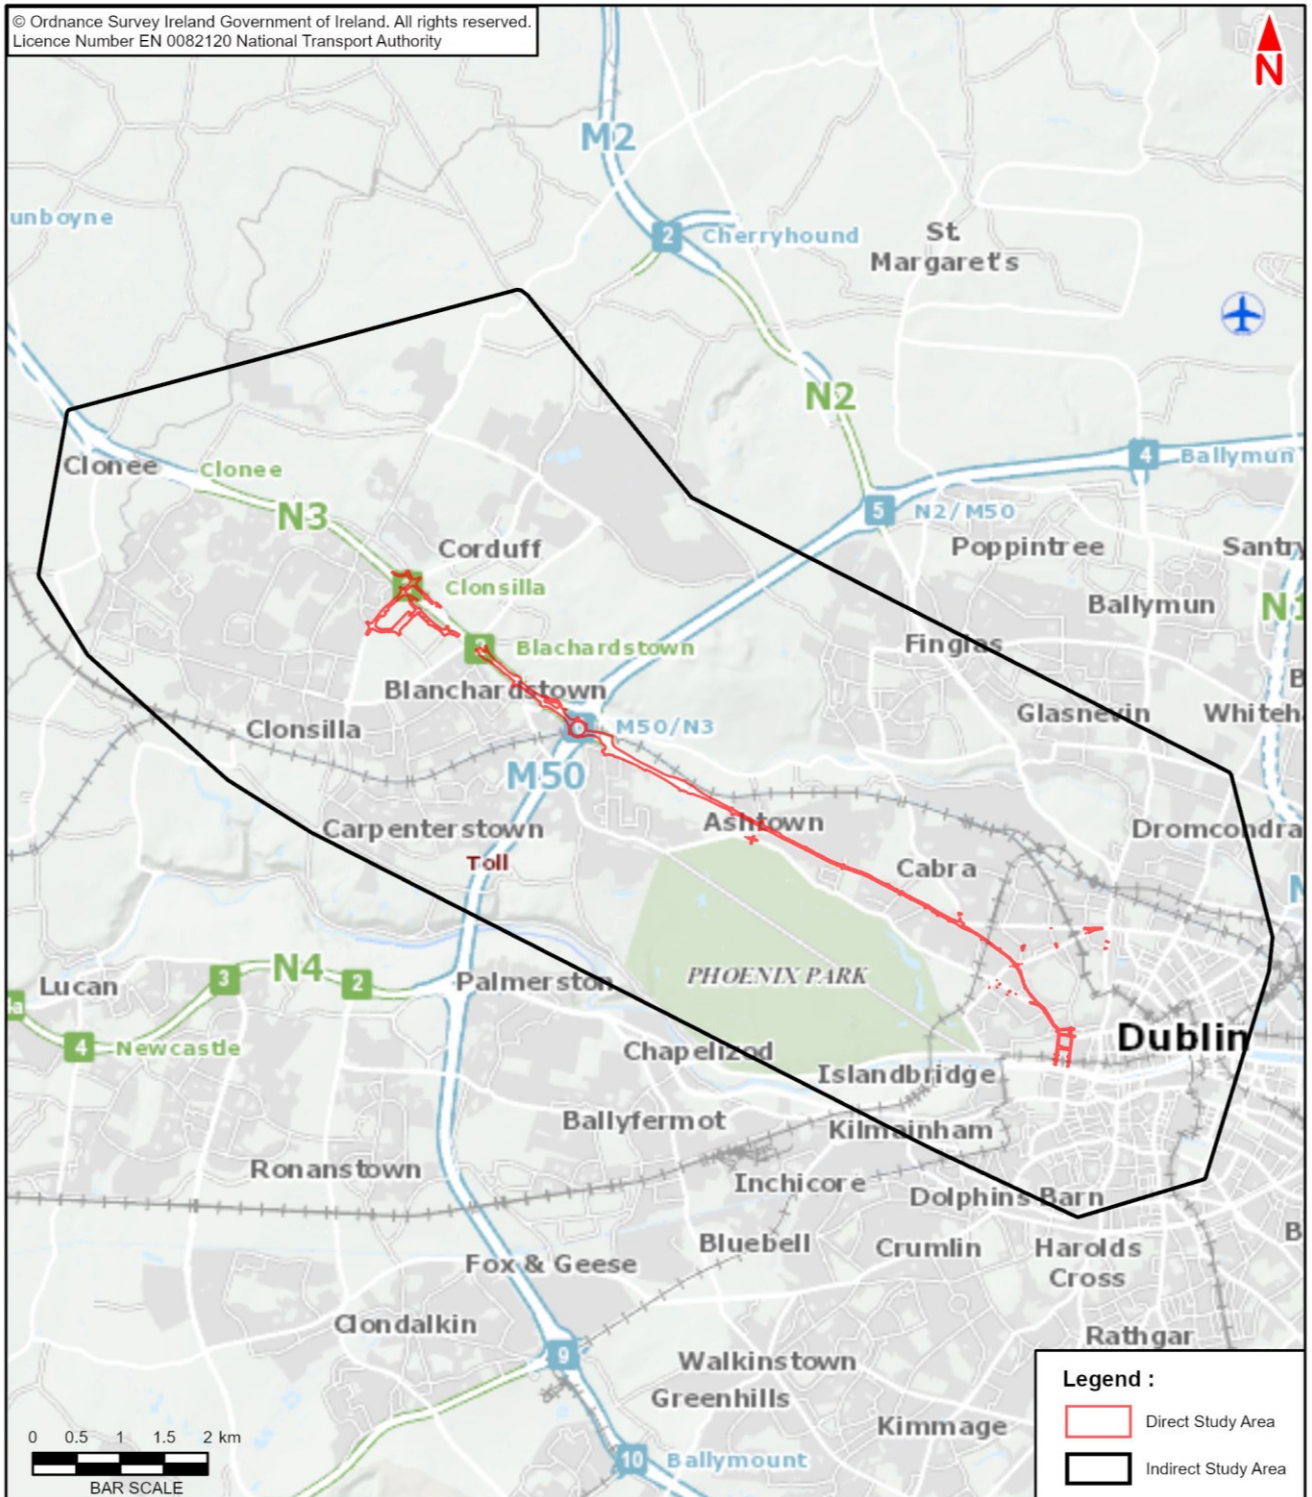 © Ordnance Survey Ireland Government of Ireland. All rights reserved.
Licence Number EN 0082120 National Transport Authority
N
M2
unboyne
2
Cherryhound
St.
Margaret's
N2
Clonee
Clonee
4
Ballymun
N3
5
N2/M50
Corduff
Poppintree
Santry
Clonsilla
Ballymun
N1
Finglas
3
Blachardstown
Blanchardstown
Clonsilla
M50/N3
Glasnevin
Whiteha
M50
Carpenterstown
Ashtown
Dromcondra
Toll
Cabra
N4
3
2
Lucan
Palmerston
PHOENIX PARK
4
Newcastle
Dublin
Chapelizod
Islandbridge
Ballyfermot
Kilmainham
Ronanstown
Inchicore
Dolphins Barn
Bluebell
Crumlin
Harolds
Cross
Fox & Geese
Clondalkin
Rathgar
9
Walkinstown
Greenhills
Kimmage
10
Ballymount
0 0.5 1 1.5 2 km
BAR SCALE
Legend :
Direct Study Area
Indirect Study Area